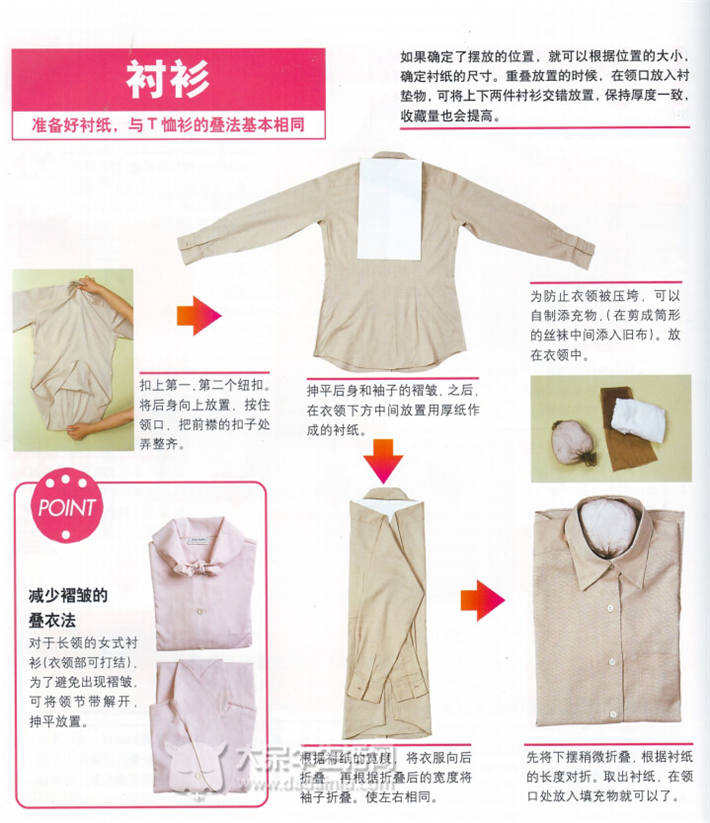 衬衫
准备好衬纸，与T恤衫的叠法基本相同
如果确定了摆放的位置，就可以根据位置的大小，
确定衬纸的尺寸。重叠放置的时候，在领口放入衬
垫物，可将上下两件衬衫交错放置，保持厚度一致，
收藏量也会提高。
扣上第一、第二个纽扣。
将后身向上放置，按住
领口，把前襟的扣子处
弄整齐。
抻平后身和袖子的褶皱，之后，
在衣领下方中间放置用厚纸作
成的衬纸。
为防止衣领被压垮，可以
自制添充物，（在剪成筒形
的丝袜中间添入旧布）。放
在衣领中。
POINT
减少褶皱的
叠衣法
对于长领的女式衬
衫(衣领部可打结)，
为了避免出现褶皱，
可将领节带解开，
抻平放置。
根据衬纸的宽度，将衣服向后
折叠，再根据折叠后的宽度将
袖子折叠。使左右相同。
先将下摆稍微折叠，根据衬纸
的长度对折。取出衬纸，在领
口处放入填充物就可以了。